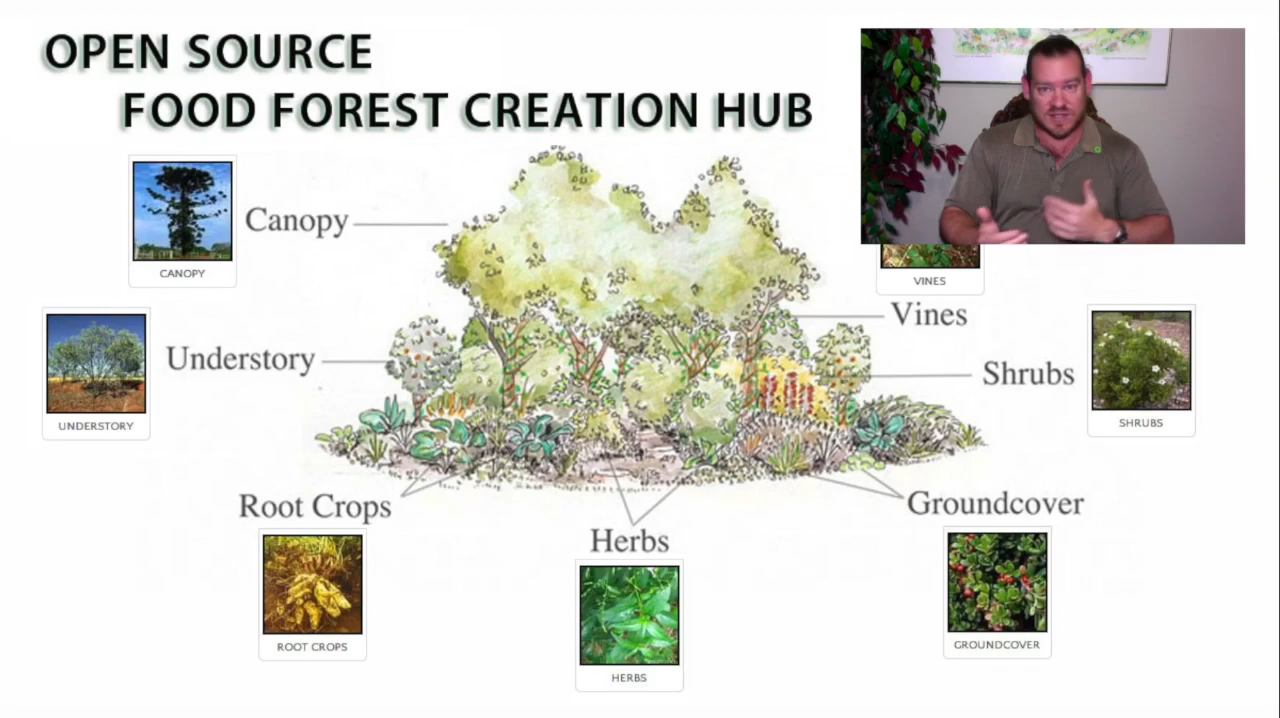 OPEN SOURCE
FOOD FOREST CREATION HUB
CANOPY
Canopy
VINES
Vines
UNDERSTORY
Understory
Shrubs
SHRUBS
Root Crops
Groundcover
Herbs
ROOT CROPS
HERBS
GROUNDCOVER